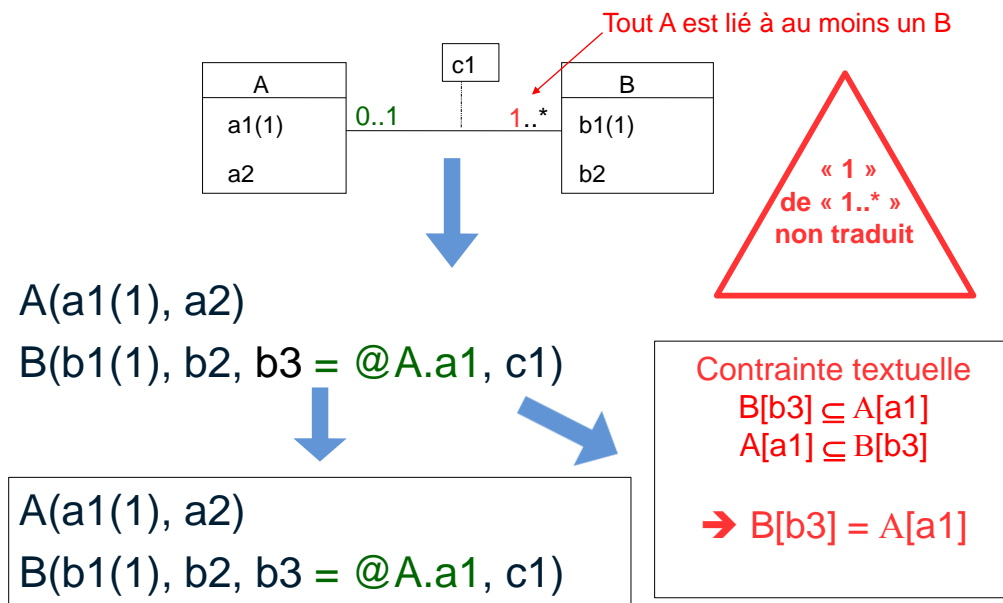 Tout A est lié à au moins un B
c1
A
B
0..1
1..*
a1(1)
b1(1)
a2
b2
« 1 »
de « 1..* »
non traduit
A(a1(1), a2)
B(b1(1), b2, b3 = @A.a1, c1)
Contrainte textuelle
B[b3] ⊆ A[a1]
A[a1] ⊆ B[b3]
➔ B[b3] = A[a1]
A(a1(1), a2)
B(b1(1), b2, b3 = @A.a1, c1)